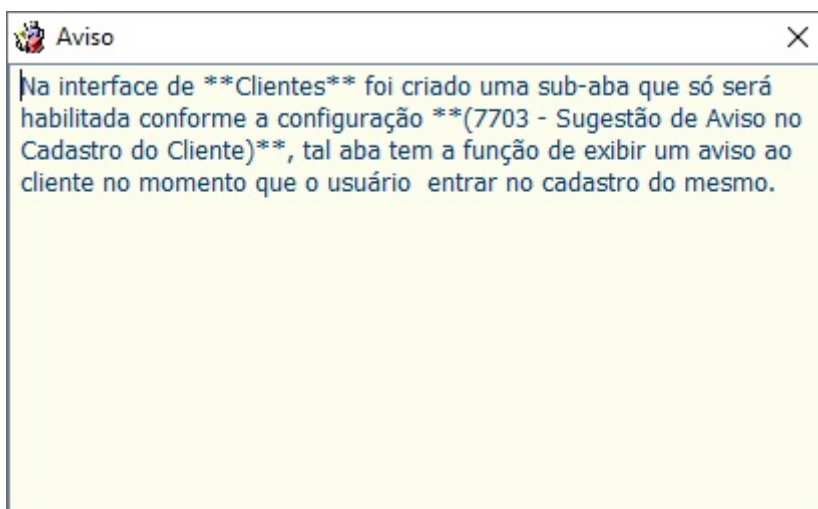 Aviso
Na interface de **Clientes** foi criado uma sub-aba que só será
habilitada conforme a configuração **(7703 - Sugestão de Aviso no
Cadastro do Cliente)**, tal aba tem a função de exibir um aviso ao
cliente no momento que o usuário  entrar no cadastro do mesmo.